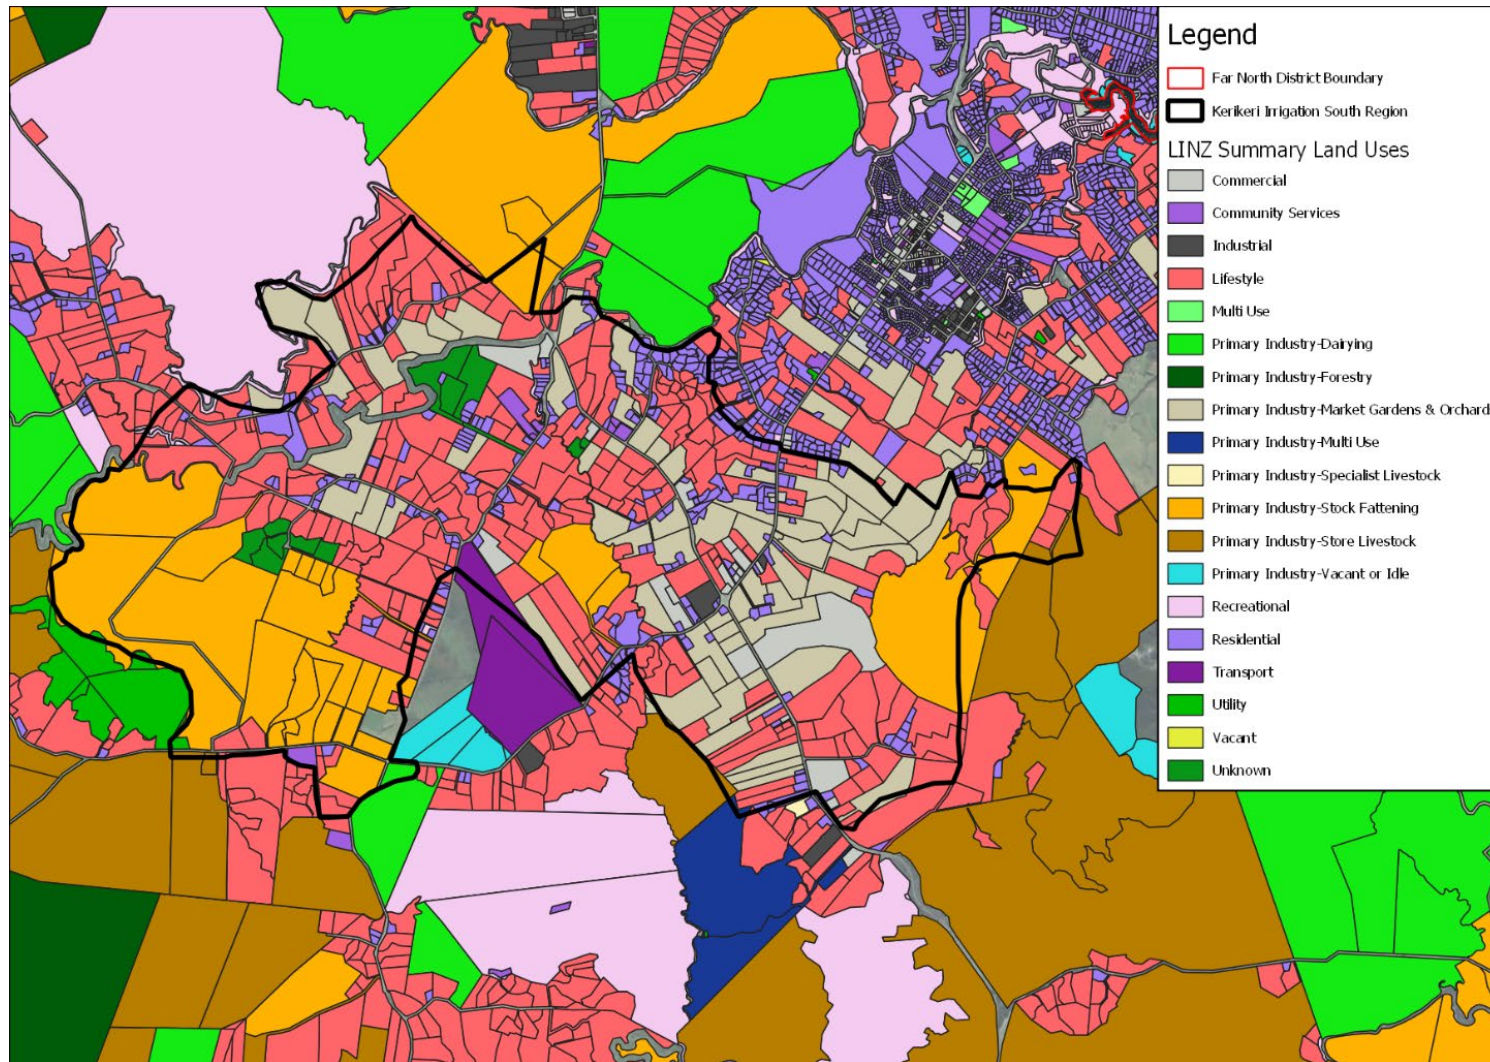 Legend
Far North District Boundary
Kerikeri Irrigation South Region
LINZ Summary Land Uses
Commercial
Community Services
Industrial
Lifestyle
Multi Use
Primary Industry-Dairying
Primary Industry-Forestry
Primary Industry-Market Gardens & Orchard
Primary Industry-Multi Use
Primary Industry-Specialist Livestock
Primary Industry-Stock Fattening
Primary Industry-Store Livestock
Primary Industry-Vacant or Idle
Recreational
Residential
Transport
Utility
Vacant
Unknown